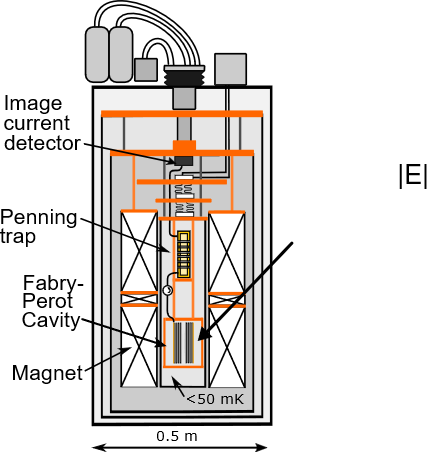 Image
current
detector
|E|
Penning
trap
Fabry-
Perot
Cavity
Magnet
<50 mK
0.5 m